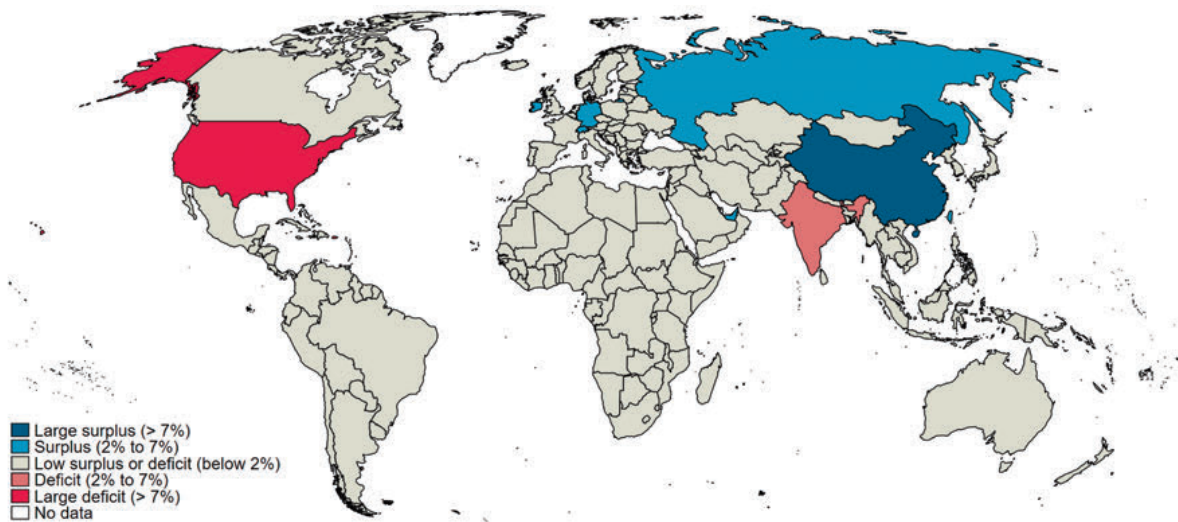 Large surplus (> 7%)
Surplus (2% to 7%)
Low surplus or deficit (below 2%)
Deficit (2% to 7%)
Large deficit (> 7%)
No data